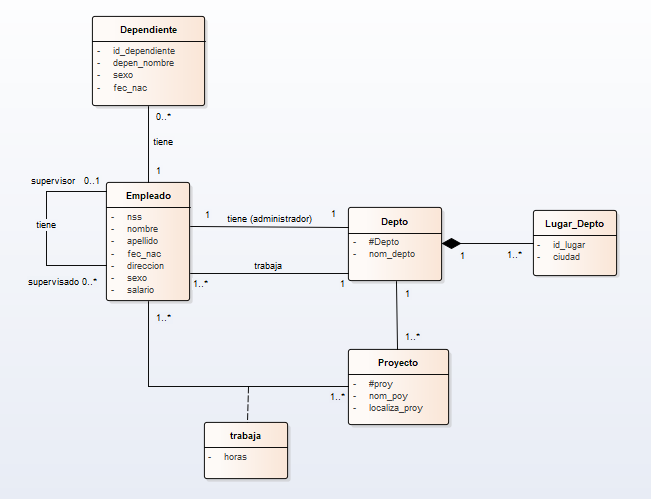 Dependiente
- id_dependiente
- depen_nombre
- sexo
- fec_nac
0..*
tiene
1
supervisor 0..1
tiene
supervisado 0..*
Empleado
- nss
- nombre
- apellido
- fec_nac
- direccion
- sexo
- salario
1 tiene (administrador) 1
trabaja
1..* 1
Depto
- #Depto
- nom_depto
1 1..*
Lugar_Depto
- id_lugar
- ciudad
1
1..*
1..*
1..*
Proyecto
- #proy
- nom_poy
- localiza_proy
trabaja
- horas